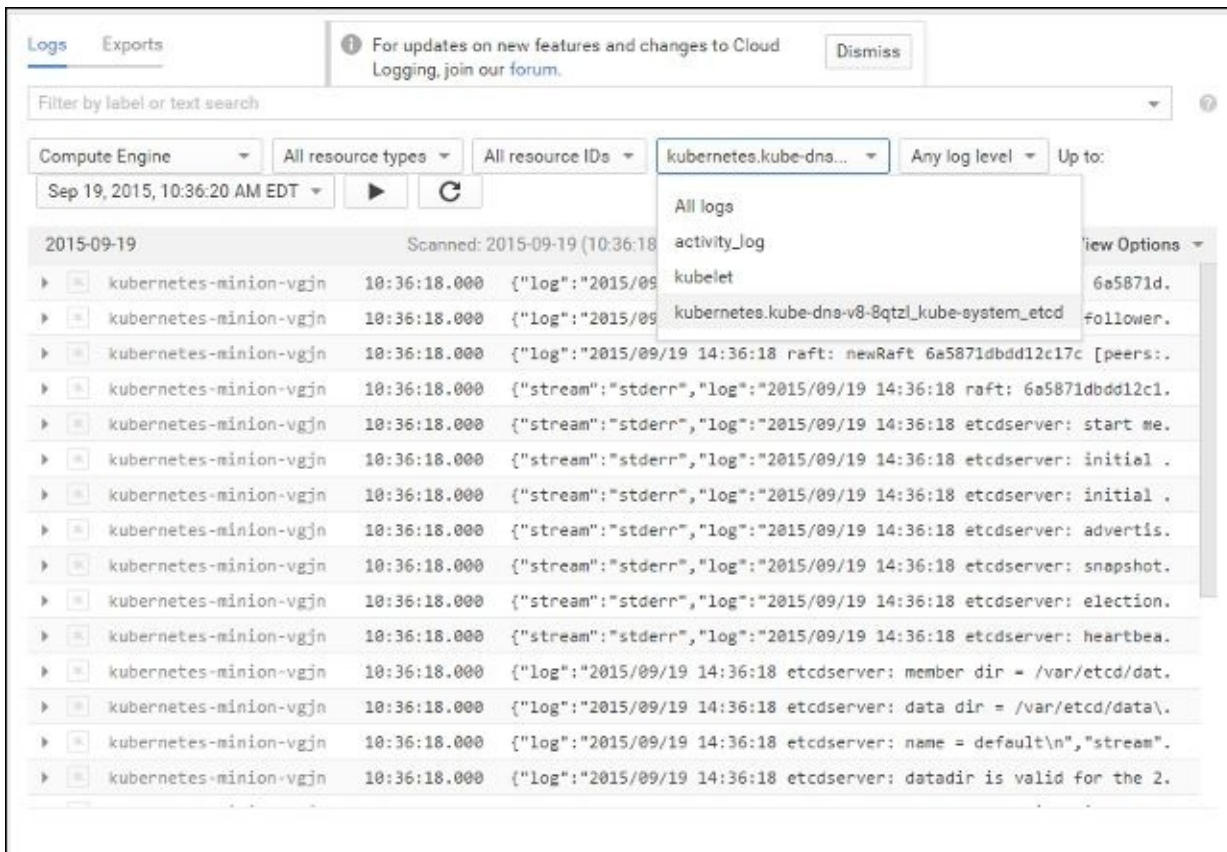 Logs Exports
For updates on new features and changes to Cloud
Logging, join our forum.
Dismiss
Filter by label or text search
Compute Engine All resource types All resource IDs kubernetes.kube-dns... Any log level Up to:
Sep 19, 2015, 10:36:20 AM EDT
All logs
activity_log
kubelet
kubernetes.kube-dns-v8-8qtzl_kube-system_etcd
2015-09-19 Scanned: 2015-09-19 (10:36:18 View Options
kubernetes-minion-vgjn 10:36:18.000 {"log":"2015/09 6a5871d.
kubernetes-minion-vgjn 10:36:18.000 {"log":"2015/09 follower.
kubernetes-minion-vgjn 10:36:18.000 {"log":"2015/09/19 14:36:18 raft: newRaft 6a5871dbdd12c17c [peers:.
kubernetes-minion-vgjn 10:36:18.000 {"stream":"stderr","log":"2015/09/19 14:36:18 raft: 6a5871dbdd12c1.
kubernetes-minion-vgjn 10:36:18.000 {"stream":"stderr","log":"2015/09/19 14:36:18 etcdserver: start me.
kubernetes-minion-vgjn 10:36:18.000 {"stream":"stderr","log":"2015/09/19 14:36:18 etcdserver: initial .
kubernetes-minion-vgjn 10:36:18.000 {"stream":"stderr","log":"2015/09/19 14:36:18 etcdserver: initial .
kubernetes-minion-vgjn 10:36:18.000 {"stream":"stderr","log":"2015/09/19 14:36:18 etcdserver: advertis.
kubernetes-minion-vgjn 10:36:18.000 {"stream":"stderr","log":"2015/09/19 14:36:18 etcdserver: snapshot.
kubernetes-minion-vgjn 10:36:18.000 {"stream":"stderr","log":"2015/09/19 14:36:18 etcdserver: election.
kubernetes-minion-vgjn 10:36:18.000 {"stream":"stderr","log":"2015/09/19 14:36:18 etcdserver: heartbea.
kubernetes-minion-vgjn 10:36:18.000 {"log":"2015/09/19 14:36:18 etcdserver: member dir = /var/etcd/dat.
kubernetes-minion-vgjn 10:36:18.000 {"log":"2015/09/19 14:36:18 etcdserver: data dir = /var/etcd/data\.
kubernetes-minion-vgjn 10:36:18.000 {"log":"2015/09/19 14:36:18 etcdserver: name = default\n","stream".
kubernetes-minion-vgjn 10:36:18.000 {"log":"2015/09/19 14:36:18 etcdserver: datadir is valid for the 2.